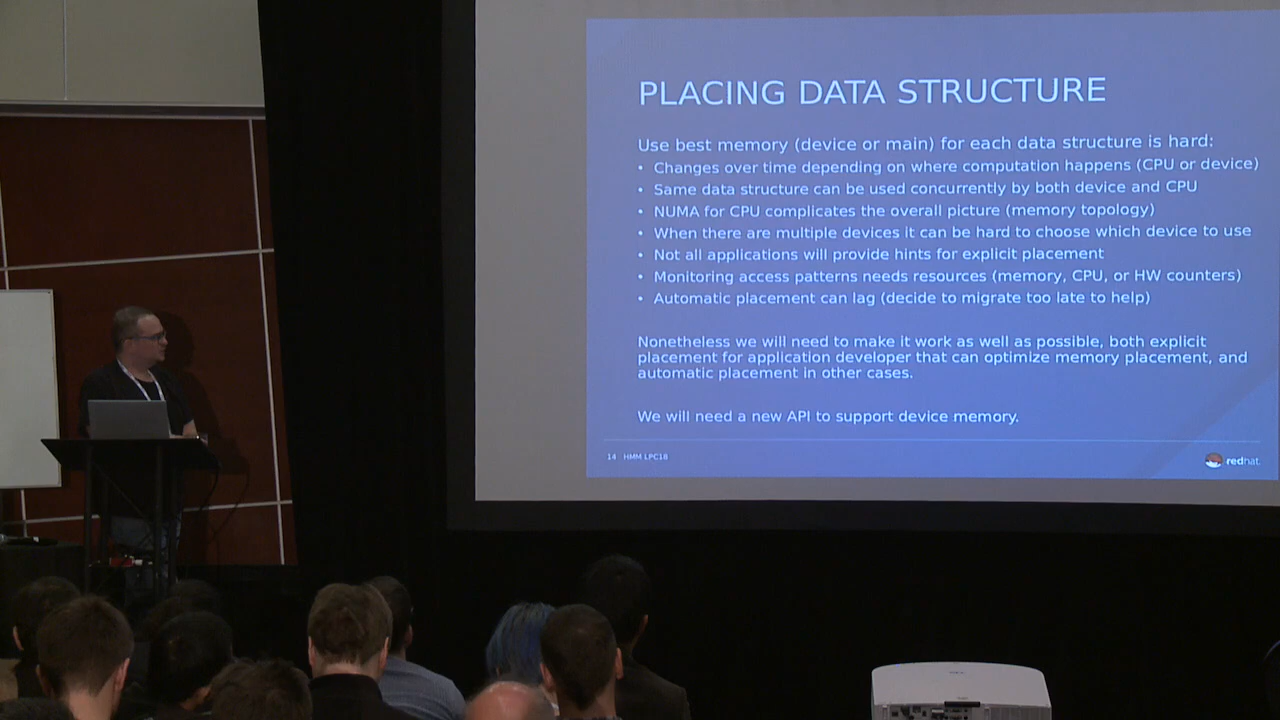 PLACING DATA STRUCTURE
Use best memory (device or main) for each data structure is hard:
• Changes over time depending on where computation happens (CPU or device)
• Same data structure can be used concurrently by both device and CPU
• NUMA for CPU complicates the overall picture (memory topology)
• When there are multiple devices it can be hard to choose which device to use
• Not all applications will provide hints for explicit placement
• Monitoring access patterns needs resources (memory, CPU, or HW counters)
• Automatic placement can lag (decide to migrate too late to help)
Nonetheless we will need to make it work as well as possible, both explicit
placement for application developer that can optimize memory placement, and
automatic placement in other cases.
We will need a new API to support device memory.
14 HMM LPC18
redhat.